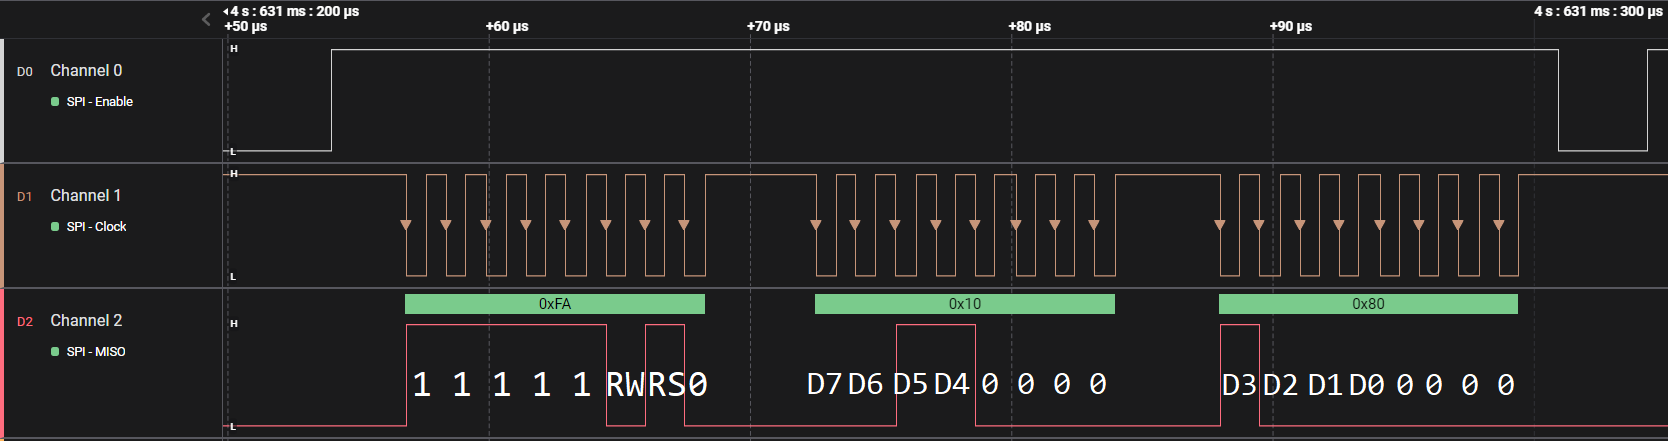 4 s : 631 ms : 200 µs
4 s : 631 ms : 300 µs
+50 µs +60 µs +70 µs +80 µs +90 µs
D0 Channel 0
SPI - Enable
H
L
D1 Channel 1
SPI - Clock
H
L
D2 Channel 2
SPI - MISO
H
L
0xFA 0x10 0x80
1 1 1 1 1 RW RS 0 D7 D6 D5 D4 0 0 0 0 D3 D2 D1 D0 0 0 0 0